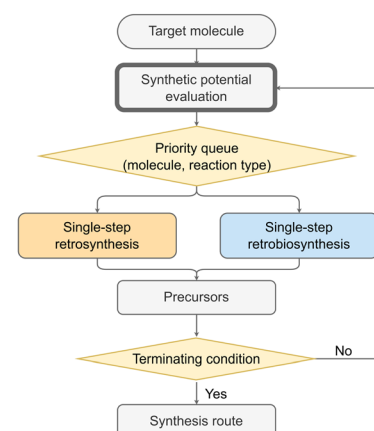 Target molecule
Synthetic potential
evaluation
Priority queue
(molecule, reaction type)
Single-step
retrosynthesis
Single-step
retrobiosynthesis
Precursors
Terminating condition
No
Yes
Synthesis route